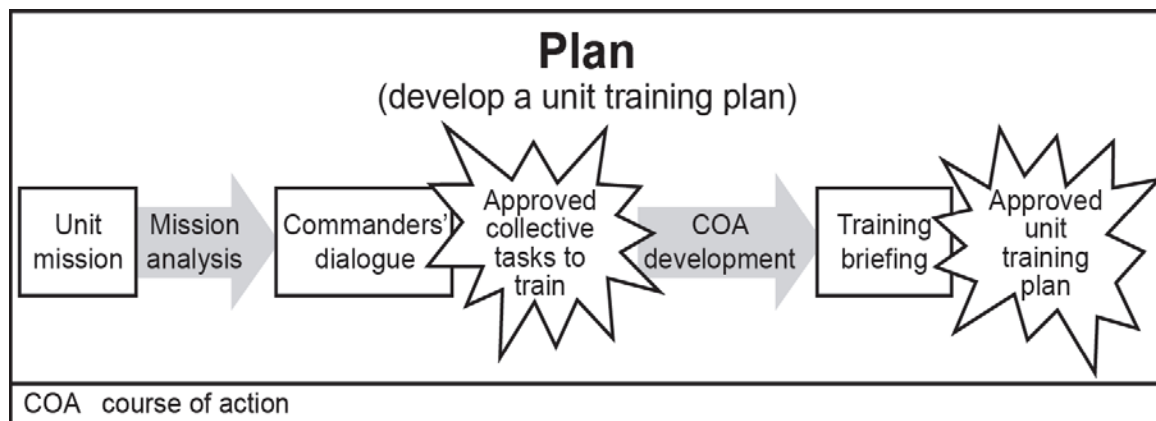 Plan
(develop a unit training plan)
Unit
mission
Mission
analysis
Commanders’
dialogue
Approved
collective
tasks to
train
COA
development
Training
briefing
Approved
unit
training
plan
COA course of action